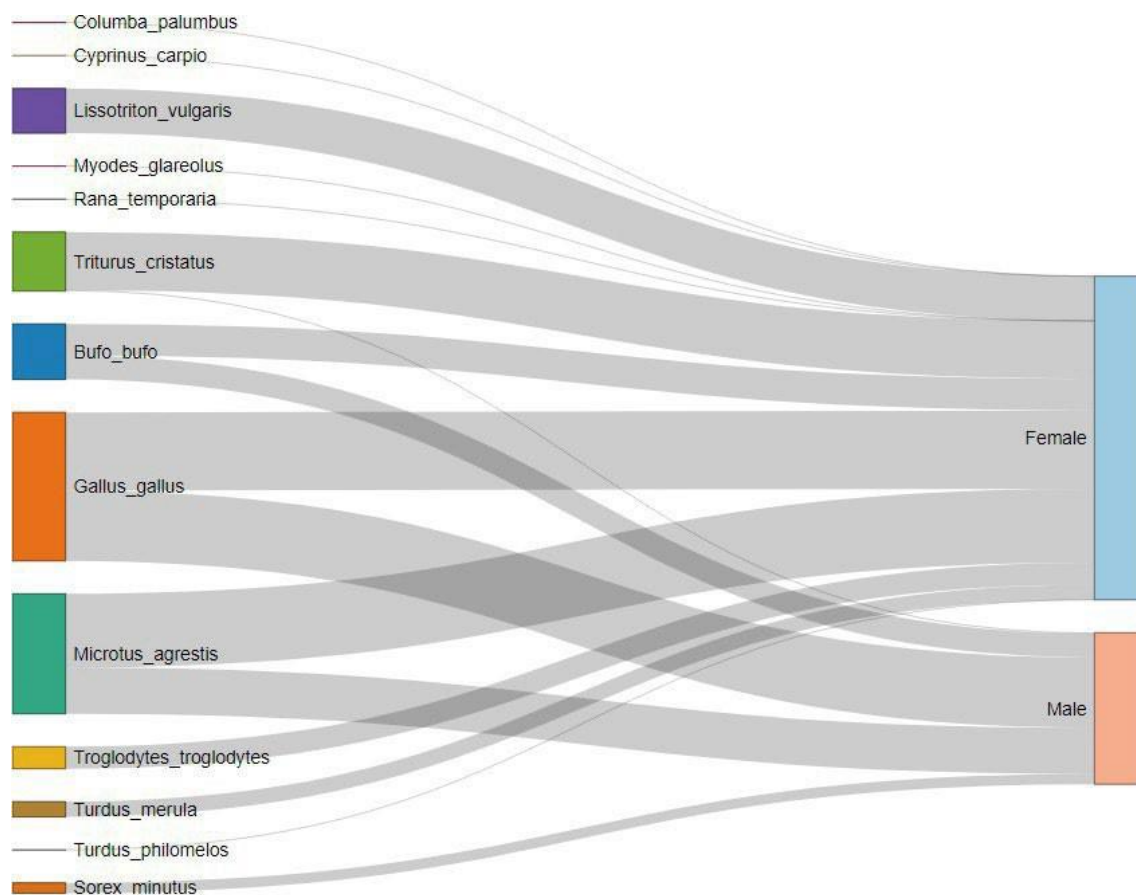 Columba_palumbus
Cyprinus_carpio
Lissotriton_vulgaris
Myodes_glareolus
Rana_temporaria
Triturus_cristatus
Bufo_bufo
Gallus_gallus
Microtus_agrestis
Troglodytes_troglodytes
Turdus_merula
Turdus_philomelos
Sorex_minutus
Female
Male